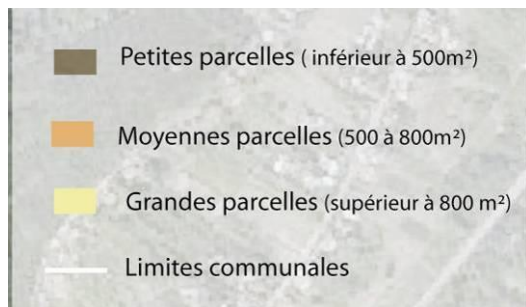 Petites parcelles ( inférieur à 500m²)
Moyennes parcelles (500 à 800m²)
Grandes parcelles (supérieur à 800 m²)
Limites communales